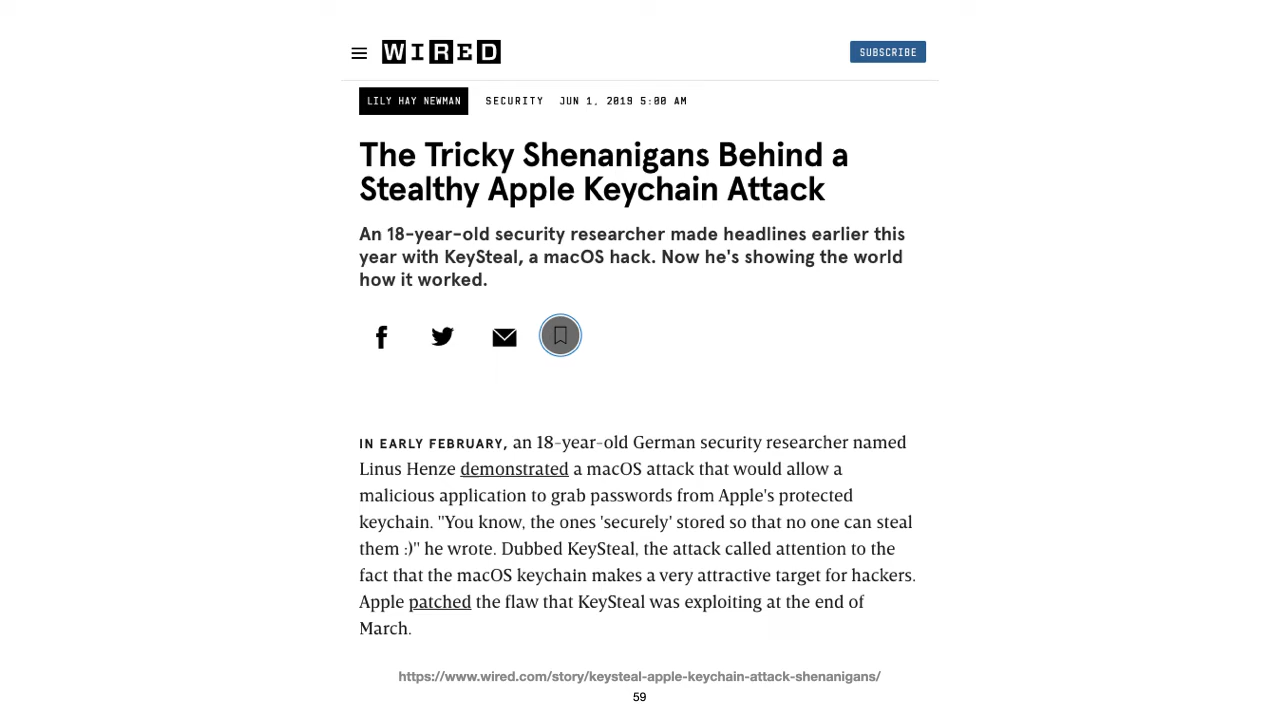 WIRED
SUBSCRIBE
LILY HAY NEWMAN SECURITY JUN 1, 2019 5:00 AM
The Tricky Shenanigans Behind a
Stealthy Apple Keychain Attack
An 18-year-old security researcher made headlines earlier this
year with KeySteal, a macOS hack. Now he's showing the world
how it worked.
IN EARLY FEBRUARY, an 18-year-old German security researcher named
Linus Henze demonstrated a macOS attack that would allow a
malicious application to grab passwords from Apple's protected
keychain. "You know, the ones 'securely' stored so that no one can steal
them :)" he wrote. Dubbed KeySteal, the attack called attention to the
fact that the macOS keychain makes a very attractive target for hackers.
Apple patched the flaw that KeySteal was exploiting at the end of
March.
https://www.wired.com/story/keysteal-apple-keychain-attack-shenanigans/
59